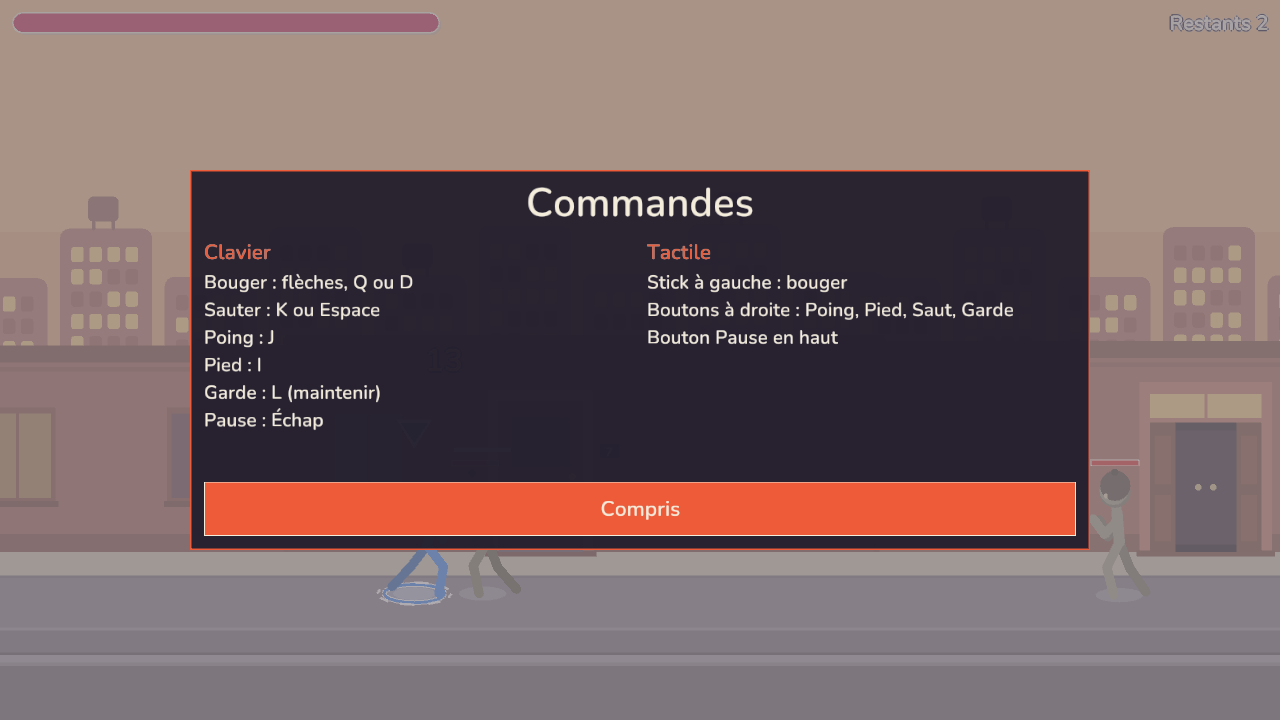 Restants 2
Commandes
Clavier
Bouger : flèches, Q ou D
Sauter : K ou Espace
Poing : J
Pied : I
Garde : L (maintenir)
Pause : Échap
Tactile
Stick à gauche : bouger
Boutons à droite : Poing, Pied, Saut, Garde
Bouton Pause en haut
Compris